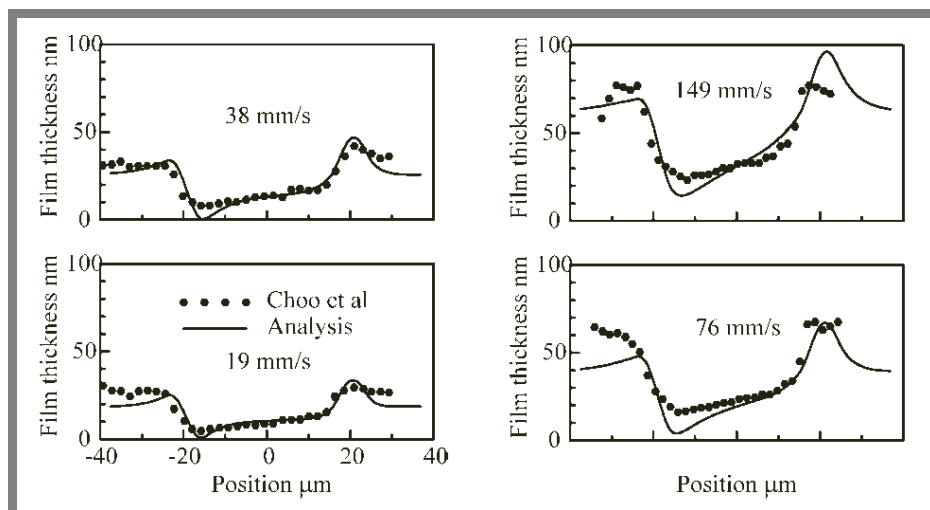 100
50
0
Film thickness nm
38 mm/s
100
50
0
Film thickness nm
149 mm/s
100
50
0
Film thickness nm
Choo et al
Analysis
19 mm/s
-40
-20
0
20
40
Position μm
100
50
0
Film thickness nm
76 mm/s
Position μm